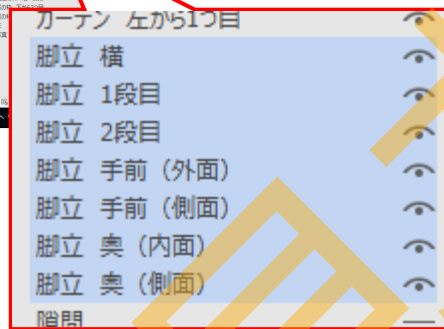 カーテン 左から1つ目
脚立 横
脚立 1段目
脚立 2段目
脚立 手前（外面）
脚立 手前（側面）
脚立 奥（内面）
脚立 奥（側面）
隙間